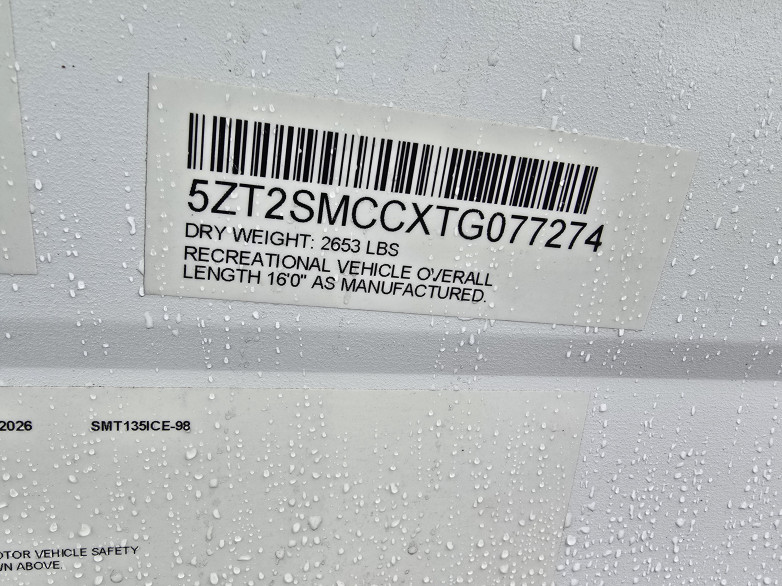 5ZT2SMCCXTG077274
DRY WEIGHT: 2653 LBS
RECREATIONAL VEHICLE OVERALL
LENGTH 16'0" AS MANUFACTURED.
2026 SMT135ICE-98
OTOR VEHICLE SAFETY
WN ABOVE.